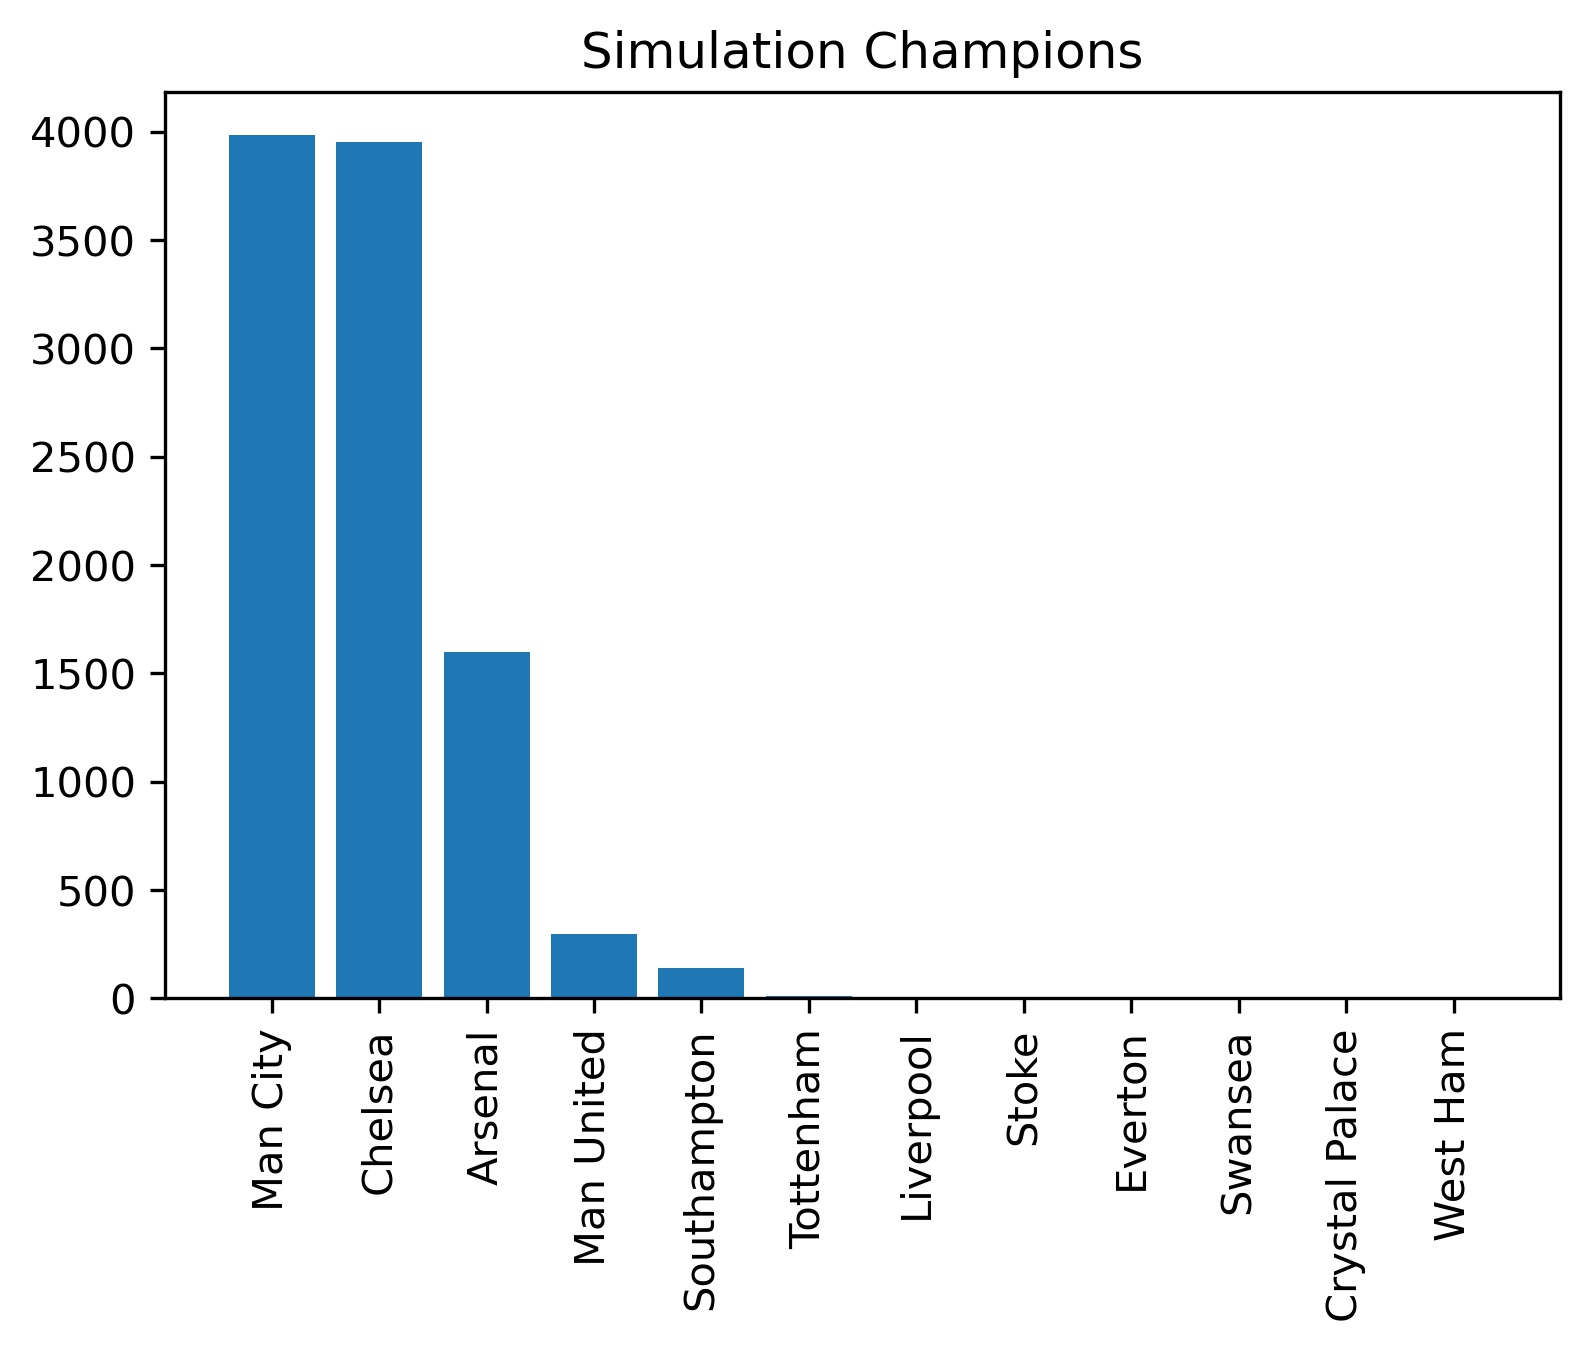 Simulation Champions
4000
3500
3000
2500
2000
1500
1000
500
0
Man City
Chelsea
Arsenal
Man United
Southampton
Tottenham
Liverpool
Stoke
Everton
Swansea
Crystal Palace
West Ham